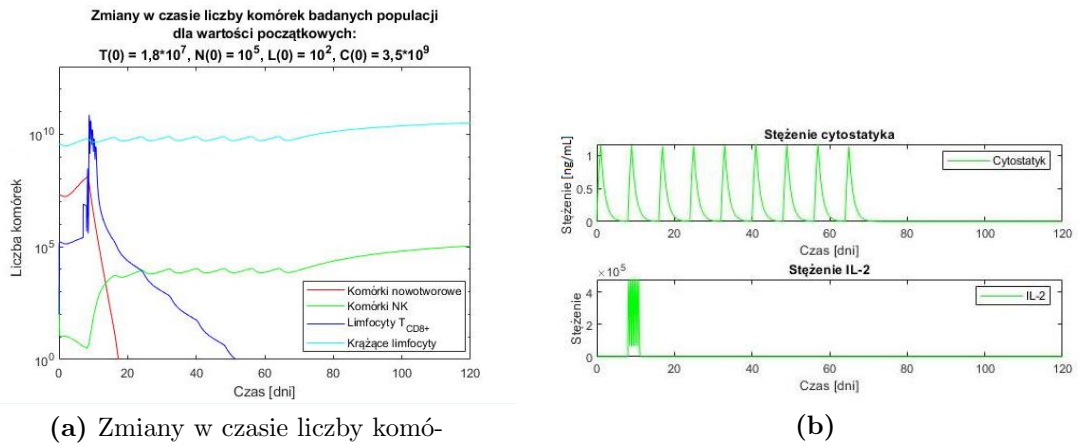 Zmiany w czasie liczby komórek badanych populacji
dla wartości początkowych:
T(0) = 1,8*10^7, N(0) = 10^5, L(0) = 10^2, C(0) = 3,5*10^9
Liczba komórek
10^10
10^5
10^0
0 20 40 60 80 100 120
Czas [dni]
Komórki nowotworowe
Komórki NK
Limfocyty T_CD8+
Krążące limfocyty
(a) Zmiany w czasie liczby komó-
Stężenie cytostatyka
Stężenie [ng/mL]
1
0.5
0
0 20 40 60 80 100 120
Czas [dni]
Cytostatyk
Stężenie IL-2
× 10^5
Stężenie
4
2
0
0 20 40 60 80 100 120
Czas [dni]
IL-2
(b)